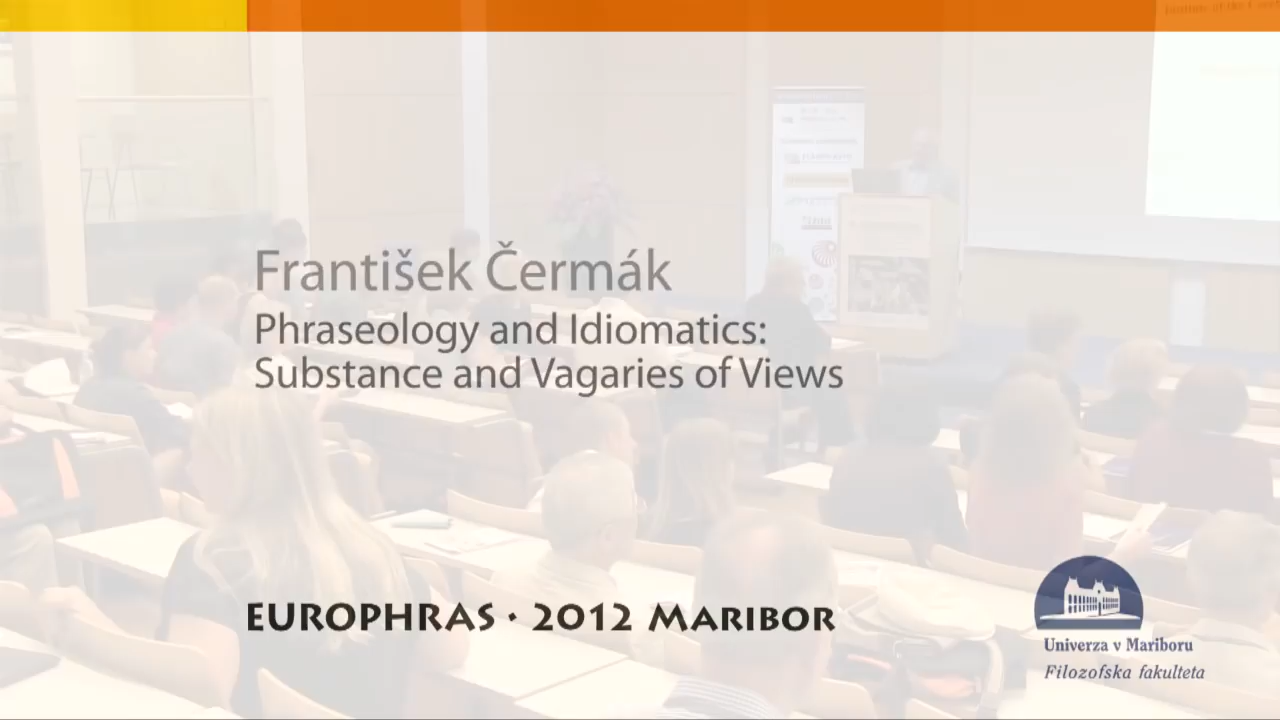 František Čermák
Phraseology and Idiomatics:
Substance and Vagaries of Views
EUROPHRAS · 2012 MARIBOR
Univerza v Mariboru
Filozofska fakulteta